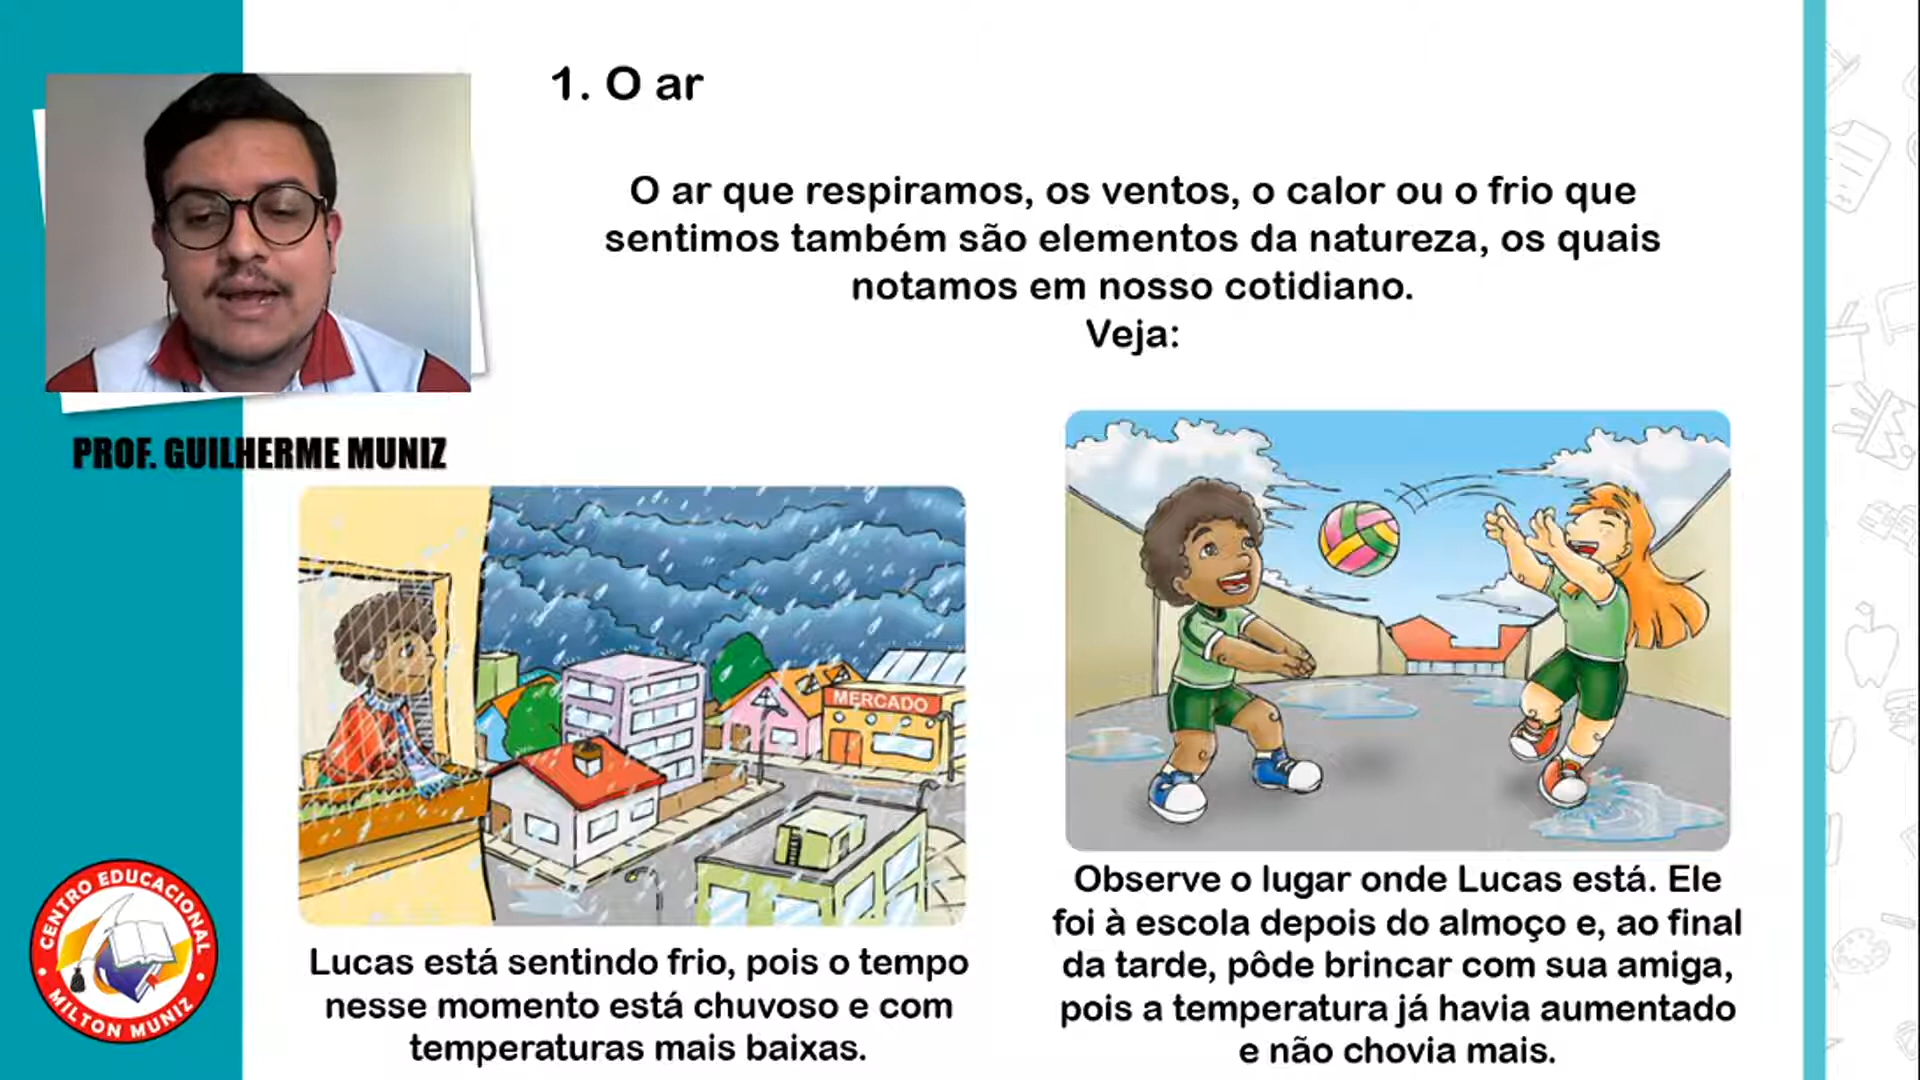 1. O ar
O ar que respiramos, os ventos, o calor ou o frio que
sentimos também são elementos da natureza, os quais
notamos em nosso cotidiano.
Veja:
PROF. GUILHERME MUNIZ
MERCADO
Lucas está sentindo frio, pois o tempo
nesse momento está chuvoso e com
temperaturas mais baixas.
Observe o lugar onde Lucas está. Ele
foi à escola depois do almoço e, ao final
da tarde, pôde brincar com sua amiga,
pois a temperatura já havia aumentado
e não chovia mais.
CENTRO EDUCACIONAL
MILTON MUNIZ